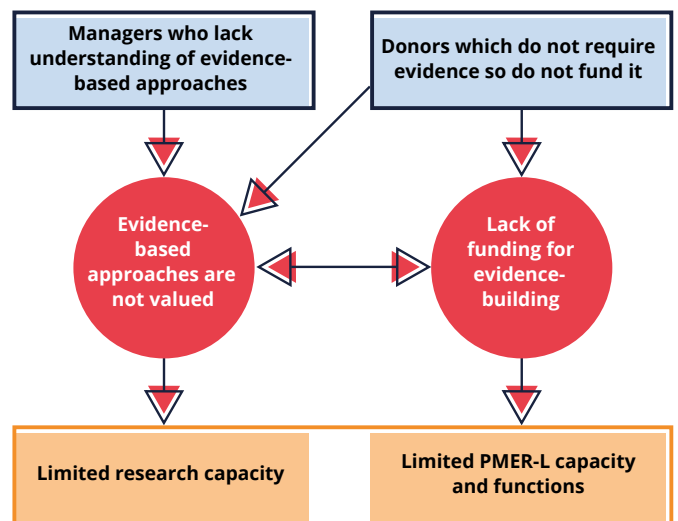 Managers who lack
understanding of evidence-
based approaches
Donors which do not require
evidence so do not fund it
Evidence-
based
approaches are
not valued
Lack of
funding for
evidence-
building
Limited research capacity
Limited PMER-L capacity
and functions